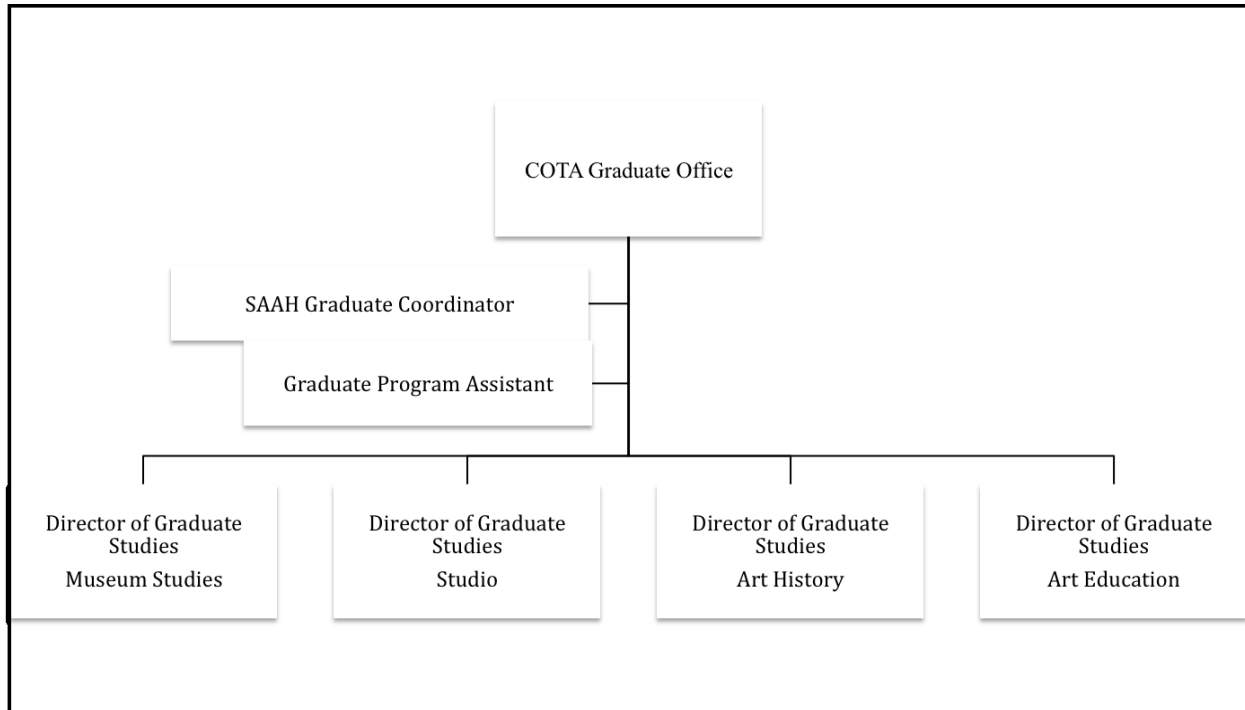 COTA Graduate Office
SAAH Graduate Coordinator
Graduate Program Assistant
Director of Graduate
Studies
Museum Studies
Director of Graduate
Studies
Studio
Director of Graduate
Studies
Art History
Director of Graduate
Studies
Art Education